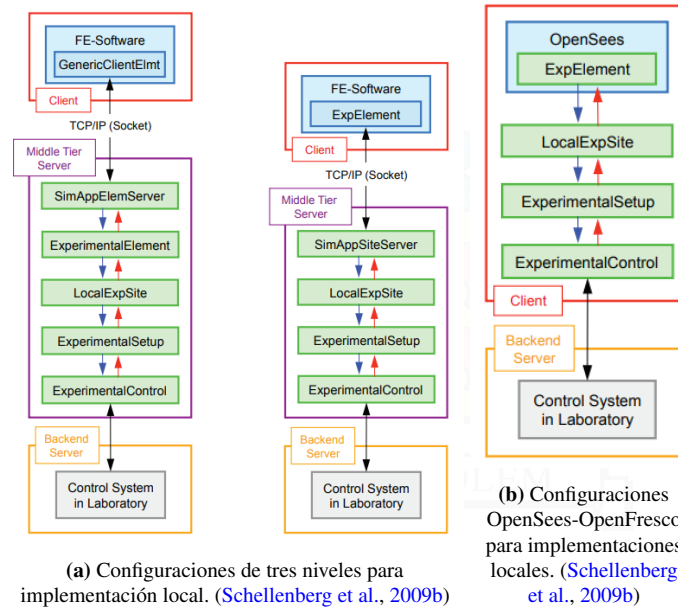 FE-Software
GenericClientElmt
Client
TCP/IP (Socket)
Middle Tier
Server
SimAppElemServer
ExperimentalElement
LocalExpSite
ExperimentalSetup
ExperimentalControl
Backend
Server
Control System
in Laboratory
FE-Software
ExpElement
Client
TCP/IP (Socket)
Middle Tier
Server
SimAppSiteServer
LocalExpSite
ExperimentalSetup
ExperimentalControl
Backend
Server
Control System
in Laboratory
(a) Configuraciones de tres niveles para
implementación local. (Schellenberg et al., 2009b)
OpenSees
ExpElement
LocalExpSite
ExperimentalSetup
ExperimentalControl
Client
Backend
Server
Control System
in Laboratory
(b) Configuraciones
OpenSees-OpenFresco
para implementaciones
locales. (Schellenberg
et al., 2009b)